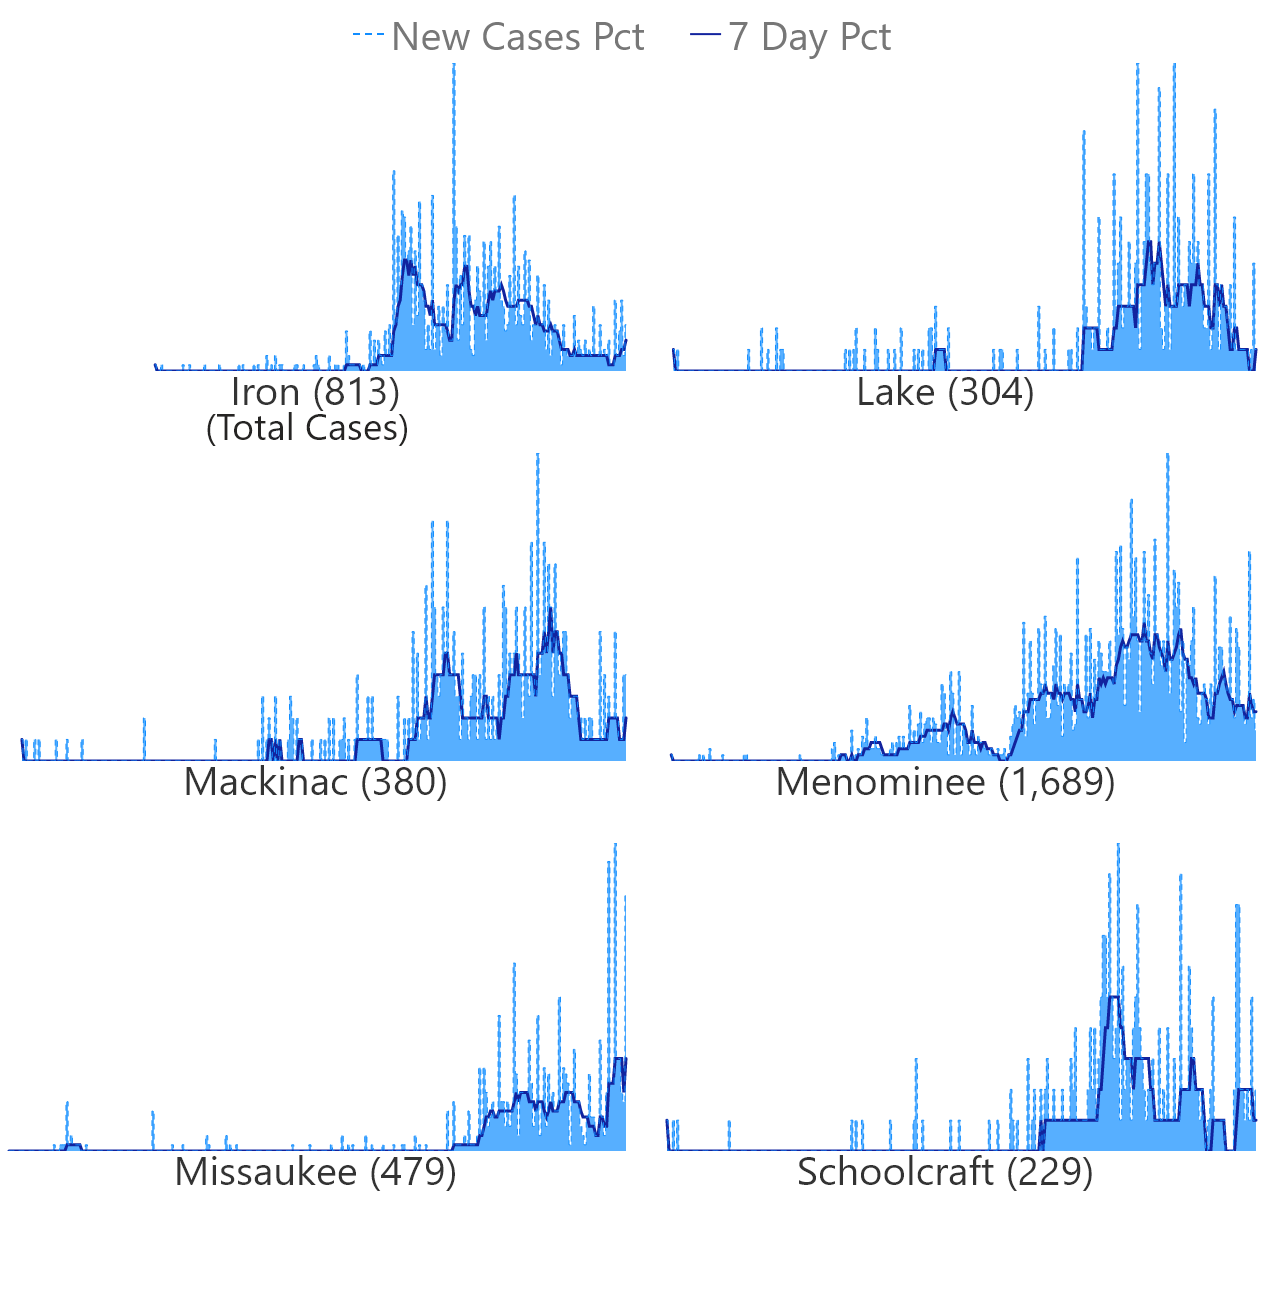 New Cases Pct 7 Day Pct
Iron (813)
(Total Cases)
Lake (304)
Mackinac (380)
Menominee (1,689)
Missaukee (479)
Schoolcraft (229)